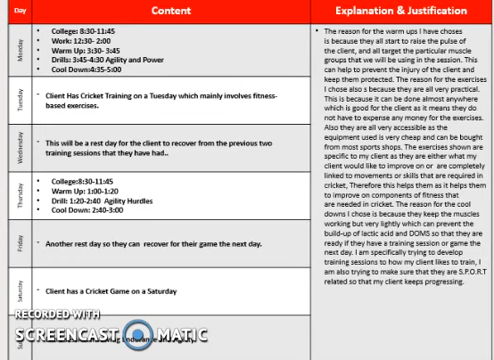 Day
Content
Explanation & Justification
Monday
College: 8:30-11:45
Work: 12:30- 2:00
Warm Up: 3:30- 3:45
Drills: 3:45-4:30 Agility and Power
Cool Down:4:35-5:00
Tuesday
Client Has Cricket Training on a Tuesday which mainly involves fitness-
based exercises.
Wednesday
This will be a rest day for the client to recover from the previous two
training sessions that they have had..
Thursday
College:8:30-11:45
Warm Up: 1:00-1:20
Drill: 1:20-2:40 Agility Hurdles
Cool Down: 2:40-3:00
Friday
Another rest day so they can recover for their game the next day.
Saturday
Client has a Cricket Game on a Saturday
The reason for the warm ups I have choses
is because they all start to raise the pulse of
the client, and all target the particular muscle
groups that we will be using in the session. This
can help to prevent the injury of the client and
keep them protected. The reason for the exercises
I chose also s because they are all very practical.
This is because it can be done almost anywhere
which is good for the client as it means they do
not have to expense any money for the exercises.
Also they are all very accessible as the
equipment used is very cheap and can be bought
from most sports shops. The exercises shown are
specific to my client as they are either what my
client would like to improve on or are completely
linked to movements or skills that are required in
cricket, Therefore this helps them as it helps them
to improve on components of fitness that
are needed in cricket. The reason for the cool
downs I chose is because they keep the muscles
working but very lightly which can prevent the
build-up of lactic acid and DOMS so that they are
ready if they have a training session or game the
next day. I am specifically trying to develop
training sessions to how my client likes to train, I
am also trying to make sure that they are S.P.O.R.T
related so that my client keeps progressing.
RECORDED WITH
SCREENCAST MATIC